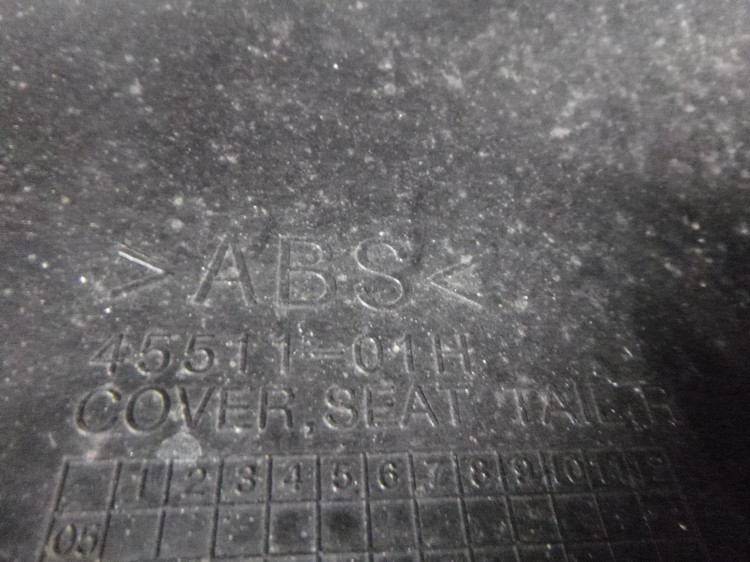 >ABS<
45511-01H
COVER,SEAT TAIL,R
1 2 3 4 5 6 7 8 9 10 11 12
05